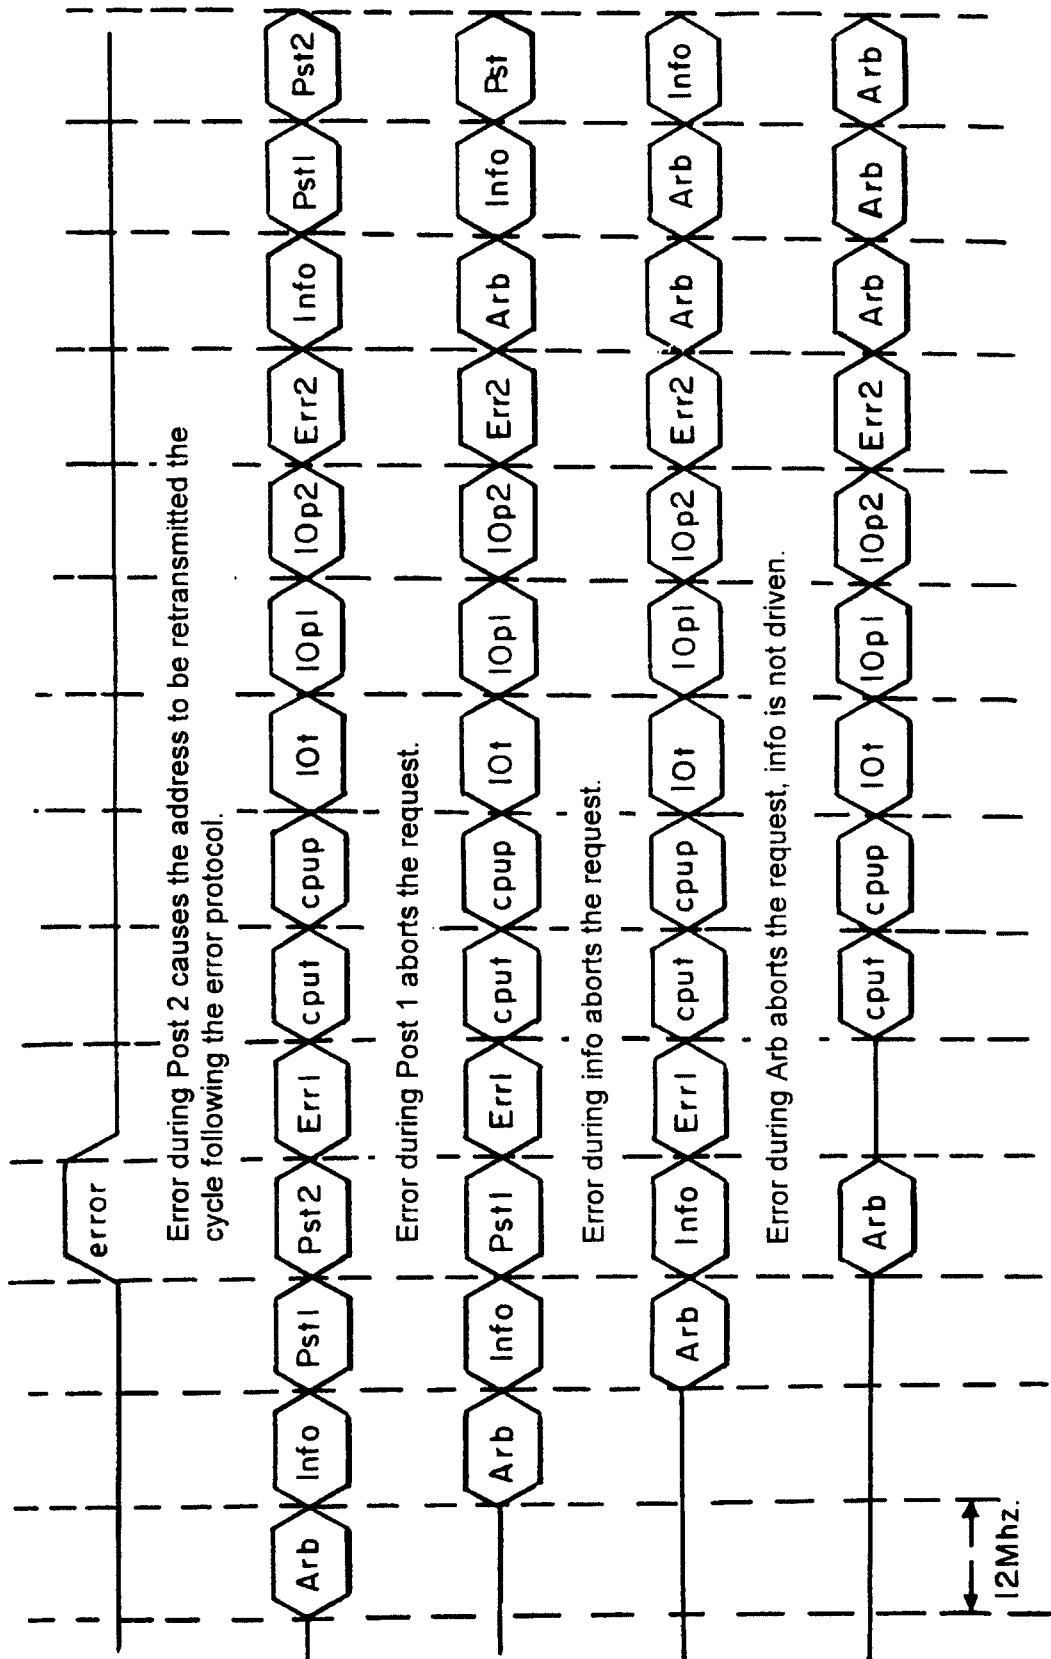 error
Arb Info Pst1 Pst2 Err1 cput cpup IOt IOp1 IOp2 Err2 Info Pst1 Pst2
Error during Post 2 causes the address to be retransmitted the
cycle following the error protocol.
Arb Info Pst1 Err1 cput cpup IOt IOp1 IOp2 Err2 Arb Info Pst
Error during Post 1 aborts the request.
Arb Info Err1 cput cpup IOt IOp1 IOp2 Err2 Arb Arb Info
Error during info aborts the request.
Arb cput cpup IOt IOp1 IOp2 Err2 Arb Arb Arb
Error during Arb aborts the request, info is not driven.
12Mhz.